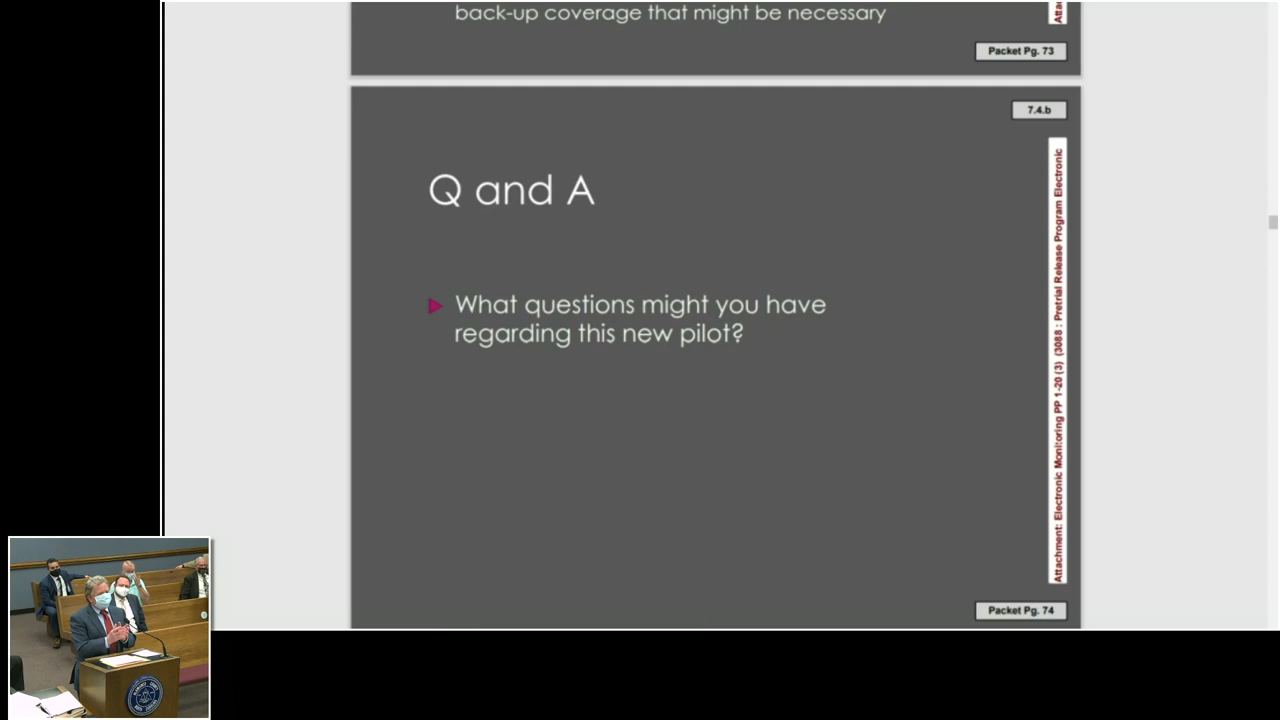 back-up coverage that might be necessary
Packet Pg. 73
7.4.b
Q and A
What questions might you have
regarding this new pilot?
Attachment: Electronic Monitoring PP 1-20 (3) (3088 : Pretrial Release Program Electronic
Packet Pg. 74